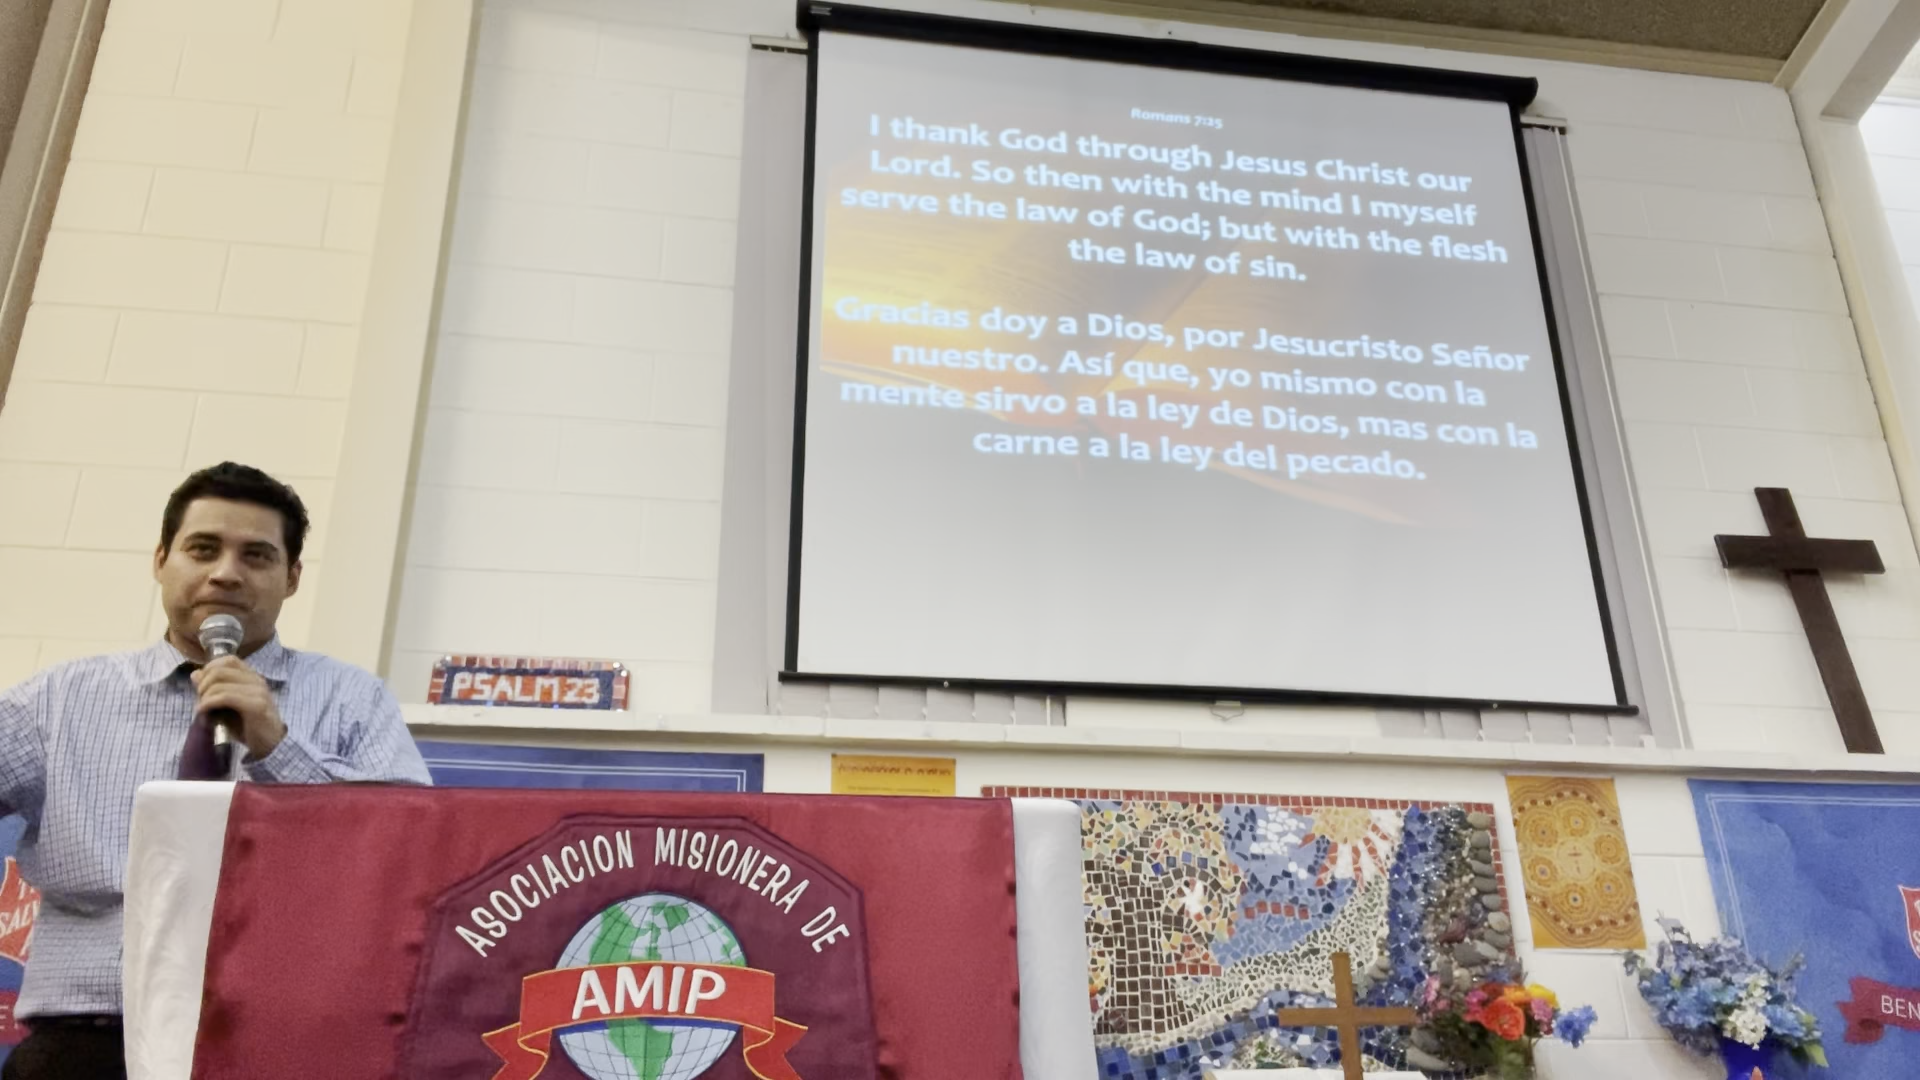 Romans 7:25
I thank God through Jesus Christ our
Lord. So then with the mind I myself
serve the law of God; but with the flesh
the law of sin.
Gracias doy a Dios, por Jesucristo Señor
nuestro. Así que, yo mismo con la
mente sirvo a la ley de Dios, mas con la
carne a la ley del pecado.
PSALM 23
ASOCIACION MISIONERA DE
AMIP